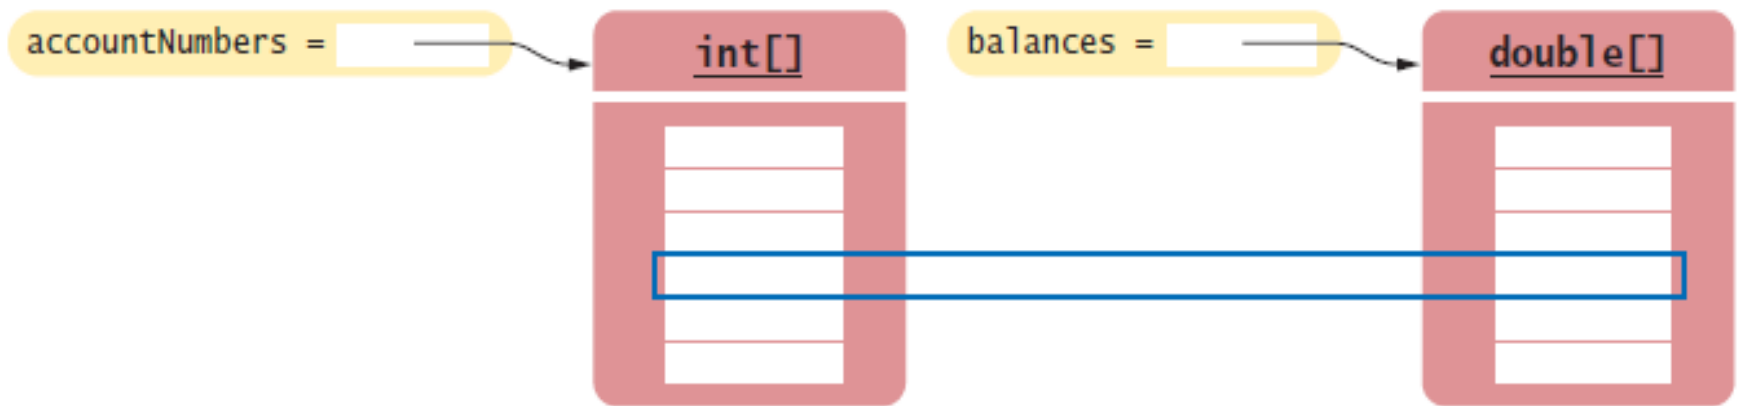 accountNumbers =
int[]
balances =
double[]